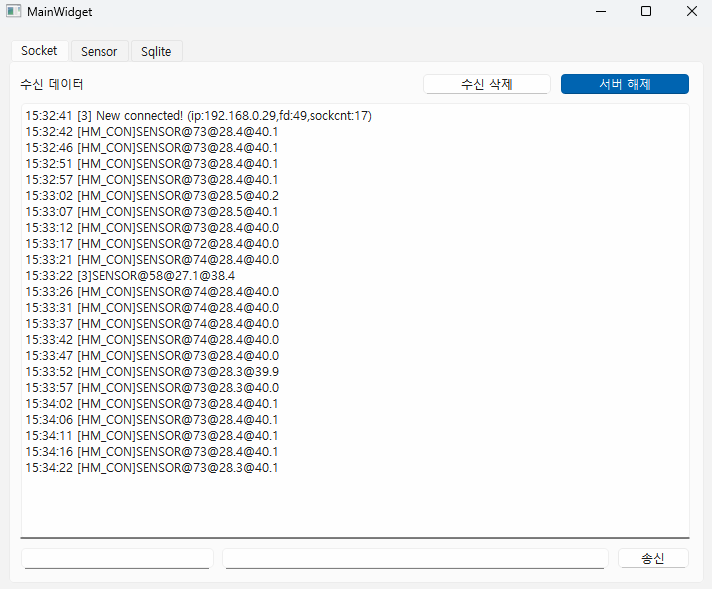 MainWidget
Socket Sensor Sqlite
수신 데이터 수신 삭제 서버 해제
15:32:41 [3] New connected! (ip:192.168.0.29,fd:49,sockcnt:17)
15:32:42 [HM_CON]SENSOR@73@28.4@40.1
15:32:46 [HM_CON]SENSOR@73@28.4@40.1
15:32:51 [HM_CON]SENSOR@73@28.4@40.1
15:32:57 [HM_CON]SENSOR@73@28.4@40.1
15:33:02 [HM_CON]SENSOR@73@28.5@40.2
15:33:07 [HM_CON]SENSOR@73@28.5@40.1
15:33:12 [HM_CON]SENSOR@73@28.4@40.0
15:33:17 [HM_CON]SENSOR@72@28.4@40.0
15:33:21 [HM_CON]SENSOR@74@28.4@40.0
15:33:22 [3]SENSOR@58@27.1@38.4
15:33:26 [HM_CON]SENSOR@74@28.4@40.0
15:33:31 [HM_CON]SENSOR@74@28.4@40.0
15:33:37 [HM_CON]SENSOR@74@28.4@40.0
15:33:42 [HM_CON]SENSOR@74@28.4@40.0
15:33:47 [HM_CON]SENSOR@73@28.4@40.0
15:33:52 [HM_CON]SENSOR@73@28.3@39.9
15:33:57 [HM_CON]SENSOR@73@28.3@40.0
15:34:02 [HM_CON]SENSOR@73@28.4@40.1
15:34:06 [HM_CON]SENSOR@73@28.4@40.1
15:34:11 [HM_CON]SENSOR@73@28.4@40.1
15:34:16 [HM_CON]SENSOR@73@28.4@40.1
15:34:22 [HM_CON]SENSOR@73@28.3@40.1
송신